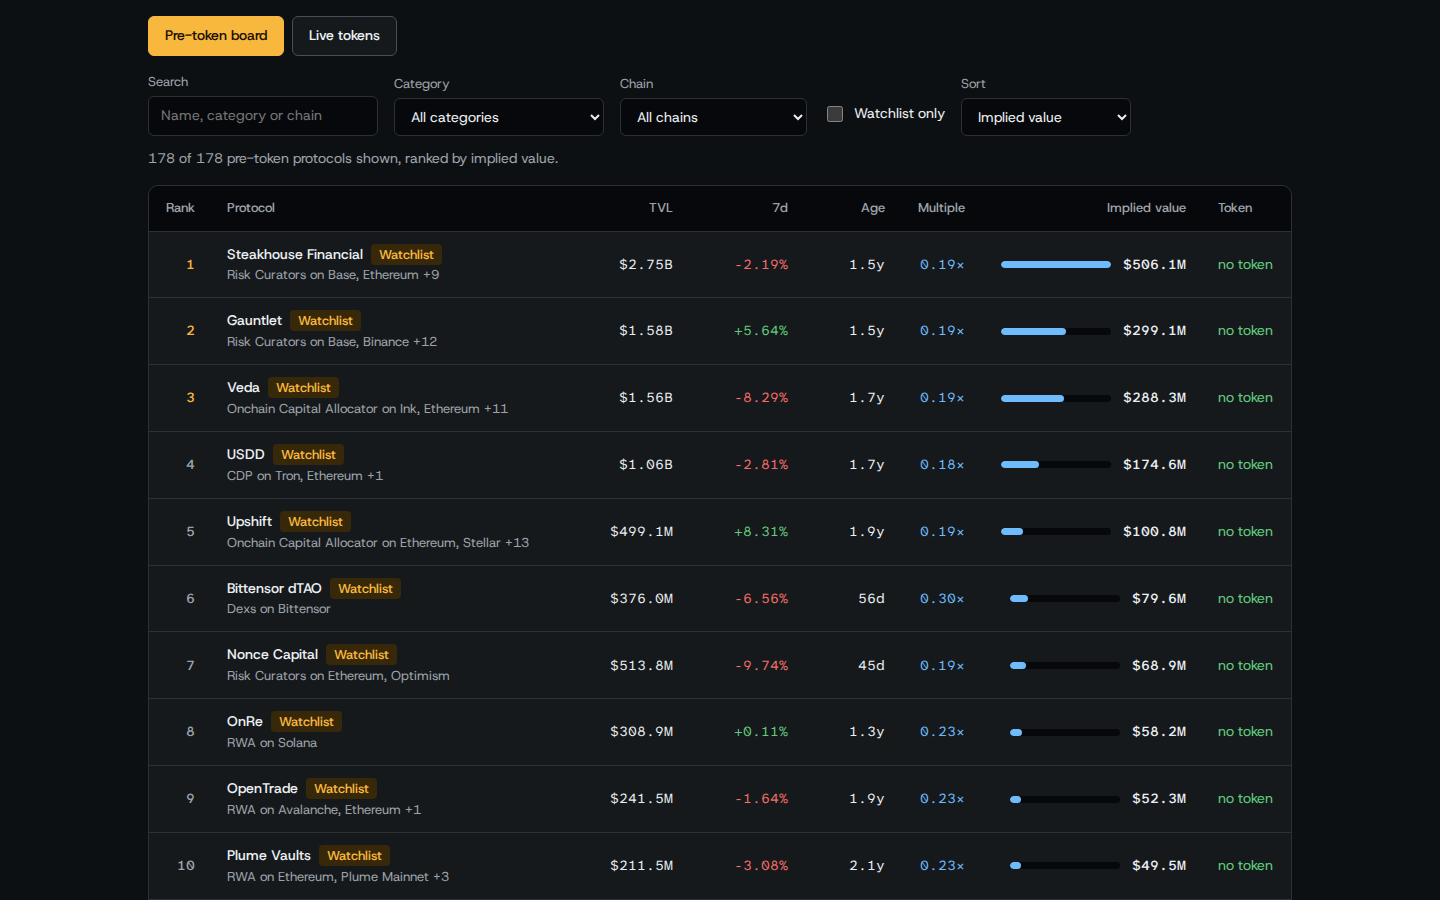 Pre-token board Live tokens
Search Category Chain Sort
Name, category or chain All categories All chains Watchlist only Implied value
178 of 178 pre-token protocols shown, ranked by implied value.
Rank Protocol TVL 7d Age Multiple Implied value Token
1 Steakhouse Financial Watchlist $2.75B -2.19% 1.5y 0.19× $506.1M no token
Risk Curators on Base, Ethereum +9
2 Gauntlet Watchlist $1.58B +5.64% 1.5y 0.19× $299.1M no token
Risk Curators on Base, Binance +12
3 Veda Watchlist $1.56B -8.29% 1.7y 0.19× $288.3M no token
Onchain Capital Allocator on Ink, Ethereum +11
4 USDD Watchlist $1.06B -2.81% 1.7y 0.18× $174.6M no token
CDP on Tron, Ethereum +1
5 Upshift Watchlist $499.1M +8.31% 1.9y 0.19× $100.8M no token
Onchain Capital Allocator on Ethereum, Stellar +13
6 Bittensor dTAO Watchlist $376.0M -6.56% 56d 0.30× $79.6M no token
Dexs on Bittensor
7 Nonce Capital Watchlist $513.8M -9.74% 45d 0.19× $68.9M no token
Risk Curators on Ethereum, Optimism
8 OnRe Watchlist $308.9M +0.11% 1.3y 0.23× $58.2M no token
RWA on Solana
9 OpenTrade Watchlist $241.5M -1.64% 1.9y 0.23× $52.3M no token
RWA on Avalanche, Ethereum +1
10 Plume Vaults Watchlist $211.5M -3.08% 2.1y 0.23× $49.5M no token
RWA on Ethereum, Plume Mainnet +3